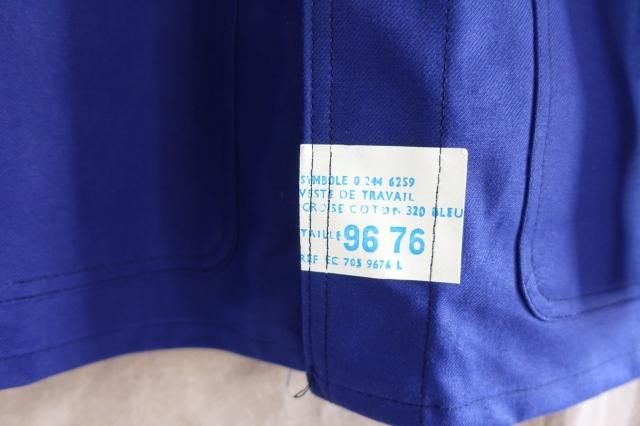 SYMBOLE 0 244 6259
VESTE DE TRAVAIL
CROISE COTON 320 BLEU
TAILLE 96 76
REF EC 705 9676 L